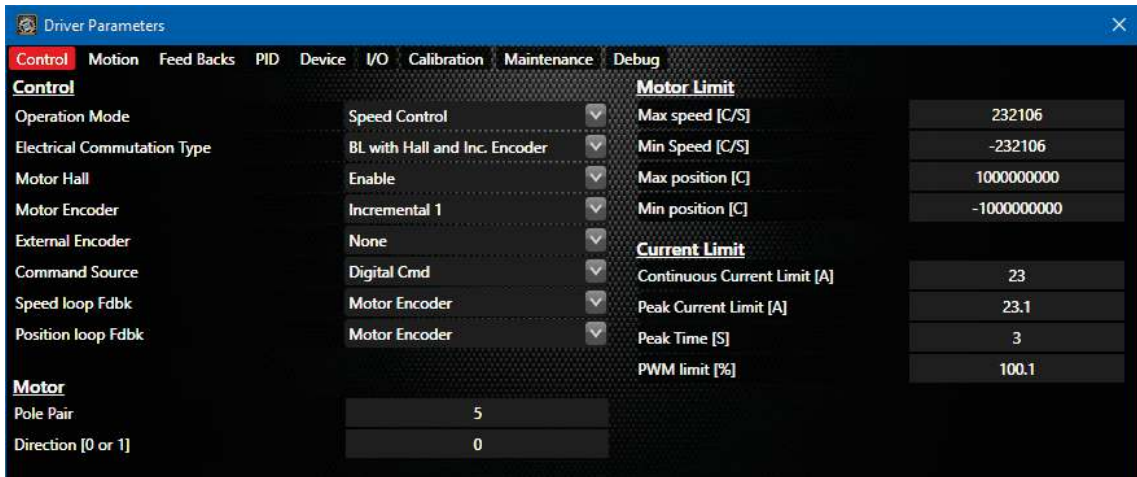 Driver Parameters
Control Motion Feed Backs PID Device I/O Calibration Maintenance Debug
Control
Operation Mode Speed Control
Electrical Commutation Type BL with Hall and Inc. Encoder
Motor Hall Enable
Motor Encoder Incremental 1
External Encoder None
Command Source Digital Cmd
Speed loop Fdbk Motor Encoder
Position loop Fdbk Motor Encoder
Motor
Pole Pair 5
Direction [0 or 1] 0
Motor Limit
Max speed [C/S] 232106
Min Speed [C/S] -232106
Max position [C] 1000000000
Min position [C] -1000000000
Current Limit
Continuous Current Limit [A] 23
Peak Current Limit [A] 23.1
Peak Time [S] 3
PWM limit [%] 100.1